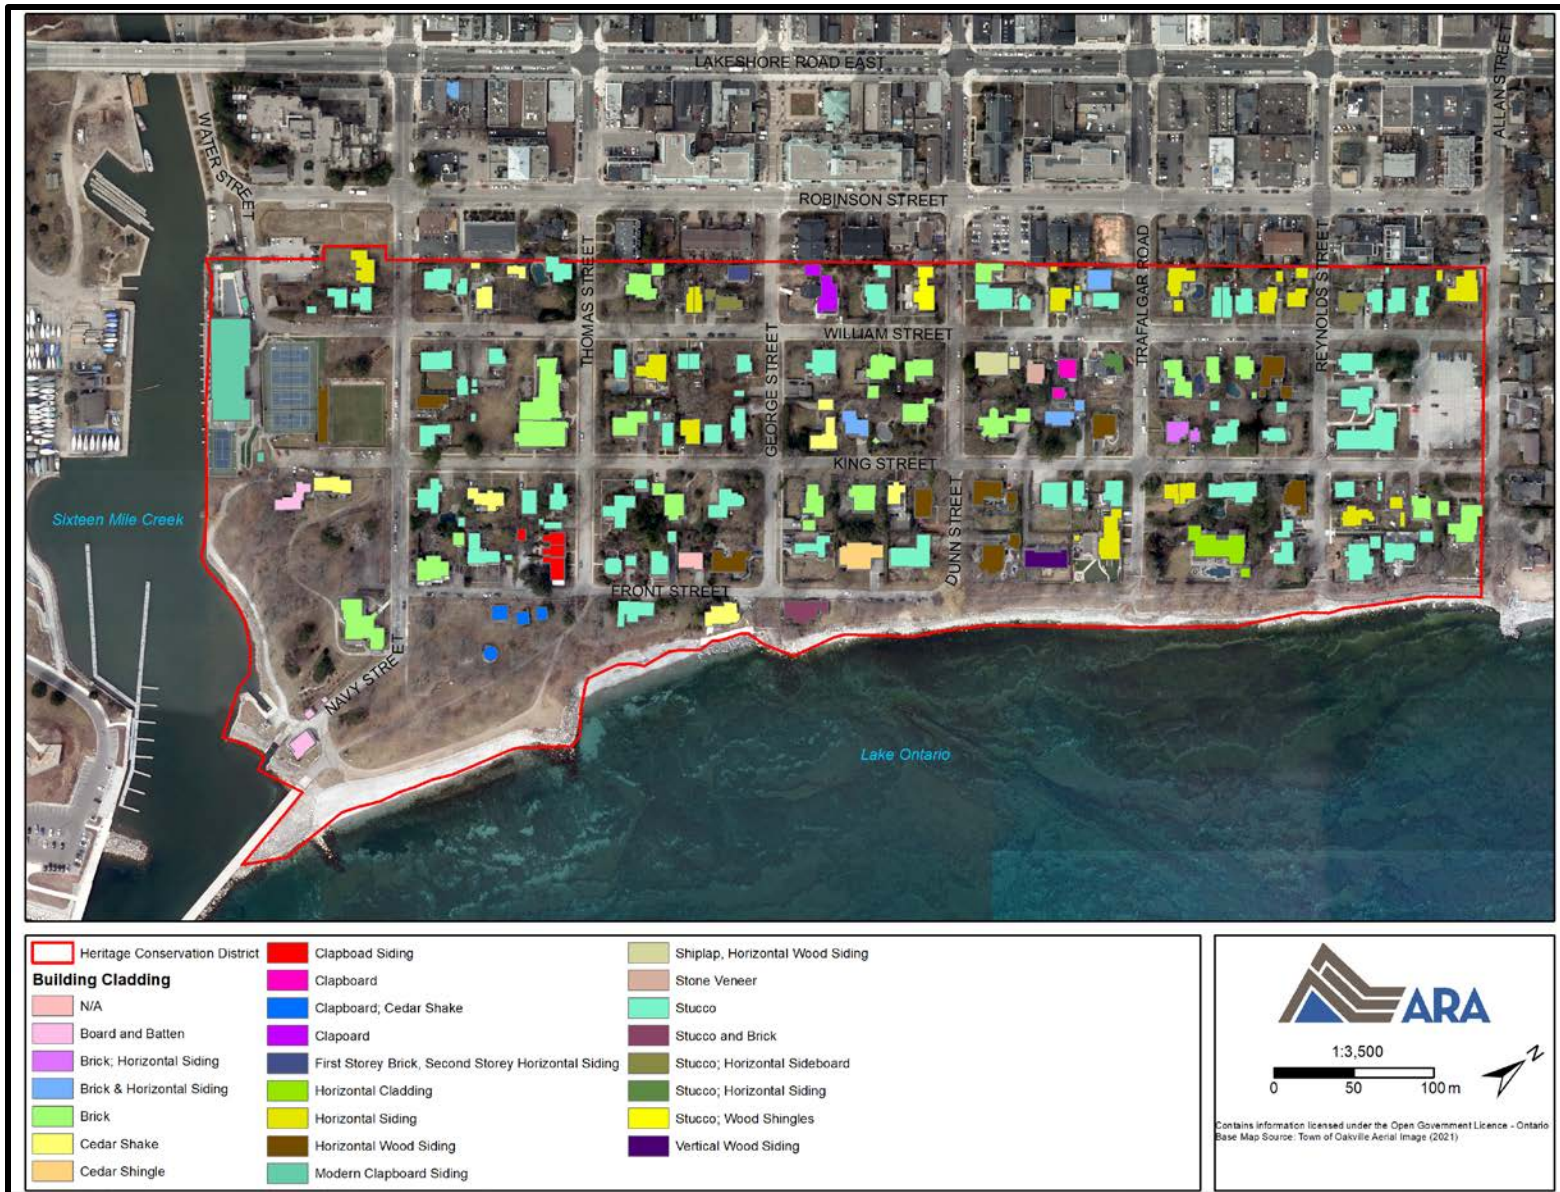 LAKESHORE ROAD EAST
ALLAN STREET
WATER STREET
ROBINSON STREET
THOMAS STREET
GEORGE STREET
WILLIAM STREET
TRAFALGAR ROAD
REYNOLDS STREET
KING STREET
DUNN STREET
Sixteen Mile Creek
FRONT STREET
NAVY STREET
Lake Ontario
Heritage Conservation District
Building Cladding
N/A
Board and Batten
Brick; Horizontal Siding
Brick & Horizontal Siding
Brick
Cedar Shake
Cedar Shingle
Clapboad Siding
Clapboard
Clapboard; Cedar Shake
Clapoard
First Storey Brick, Second Storey Horizontal Siding
Horizontal Cladding
Horizontal Siding
Horizontal Wood Siding
Modern Clapboard Siding
Shiplap, Horizontal Wood Siding
Stone Veneer
Stucco
Stucco and Brick
Stucco; Horizontal Sideboard
Stucco; Horizontal Siding
Stucco; Wood Shingles
Vertical Wood Siding
ARA
1:3,500
0 50 100 m
N
Contains information licensed under the Open Government Licence - Ontario
Base Map Source: Town of Oakville Aerial Image (2021)